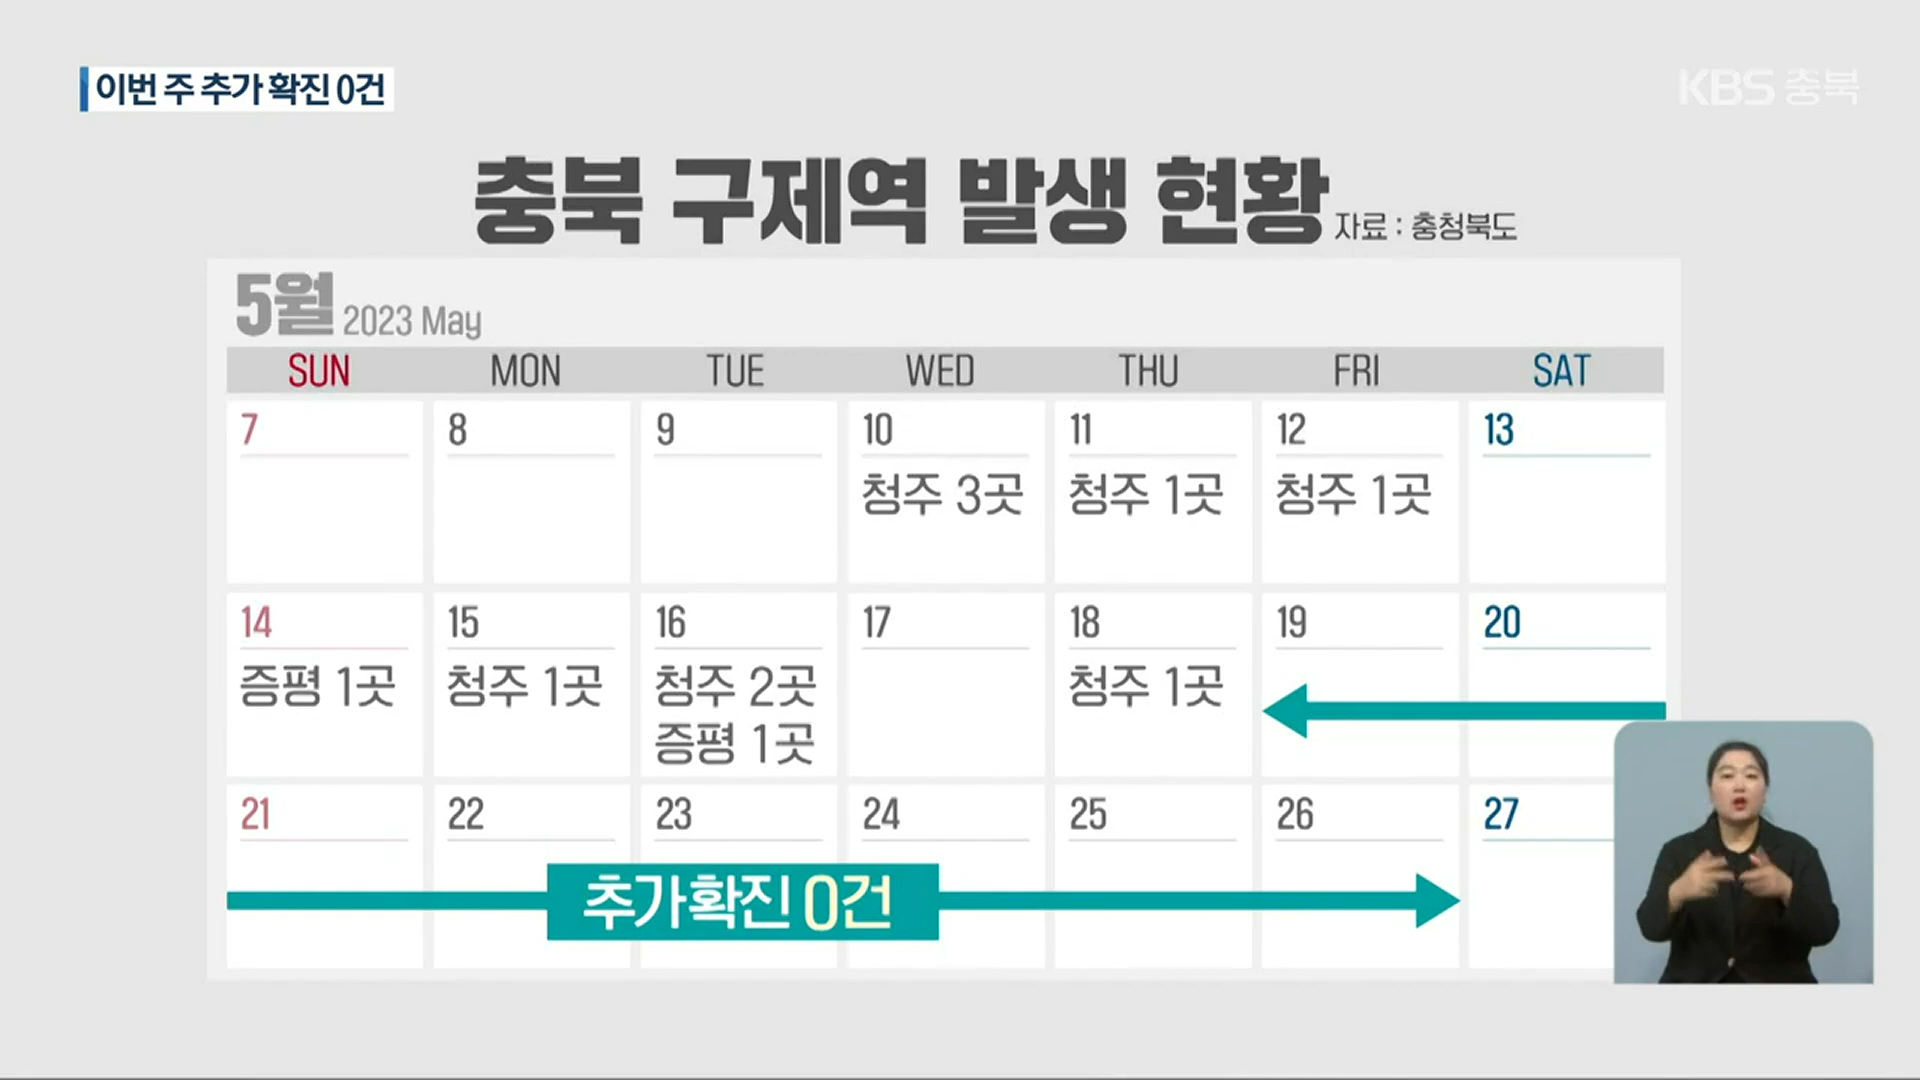 이번 주 추가 확진 0건
KBS 충북
충북 구제역 발생 현황 자료 : 충청북도
5월 2023 May
SUN MON TUE WED THU FRI SAT
7 8 9 10 11 12 13
청주 3곳 청주 1곳 청주 1곳
14 15 16 17 18 19 20
증평 1곳 청주 1곳 청주 2곳 청주 1곳
증평 1곳
21 22 23 24 25 26 27
추가 확진 0건